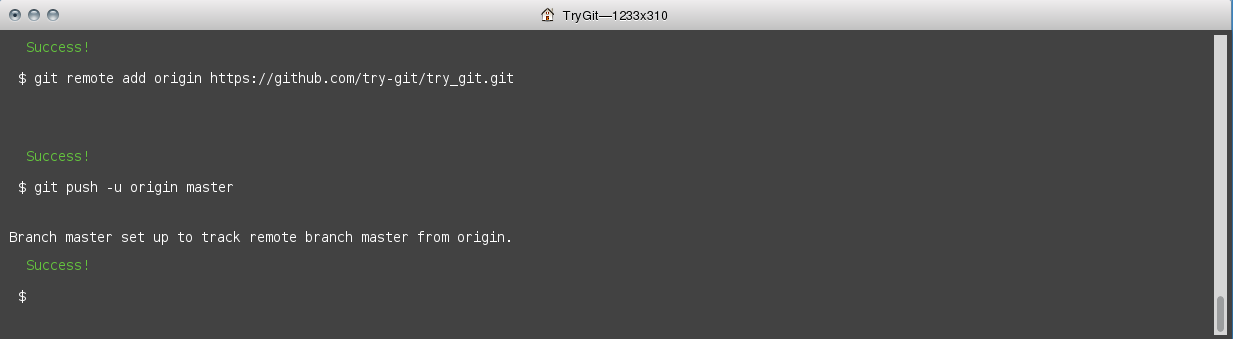 TryGit—1233x310
Success!
$ git remote add origin https://github.com/try-git/try_git.git
Success!
$ git push -u origin master
Branch master set up to track remote branch master from origin.
Success!
$